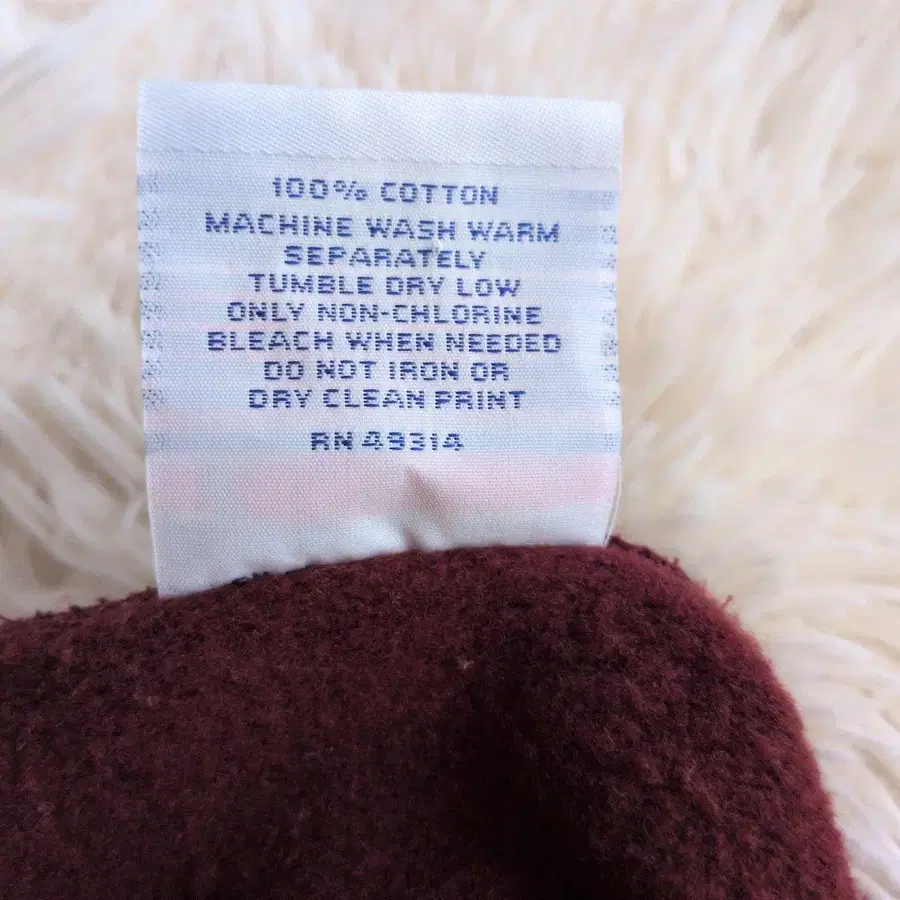 100% COTTON
MACHINE WASH WARM
SEPARATELY
TUMBLE DRY LOW
ONLY NON-CHLORINE
BLEACH WHEN NEEDED
DO NOT IRON OR
DRY CLEAN PRINT
RN 49314